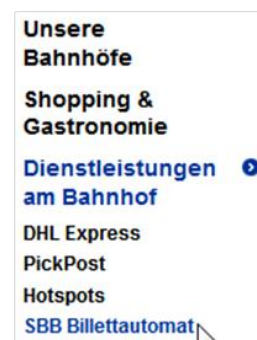 Unsere
Bahnhöfe
Shopping &
Gastronomie
Dienstleistungen
am Bahnhof
DHL Express
PickPost
Hotspots
SBB Billettautomat